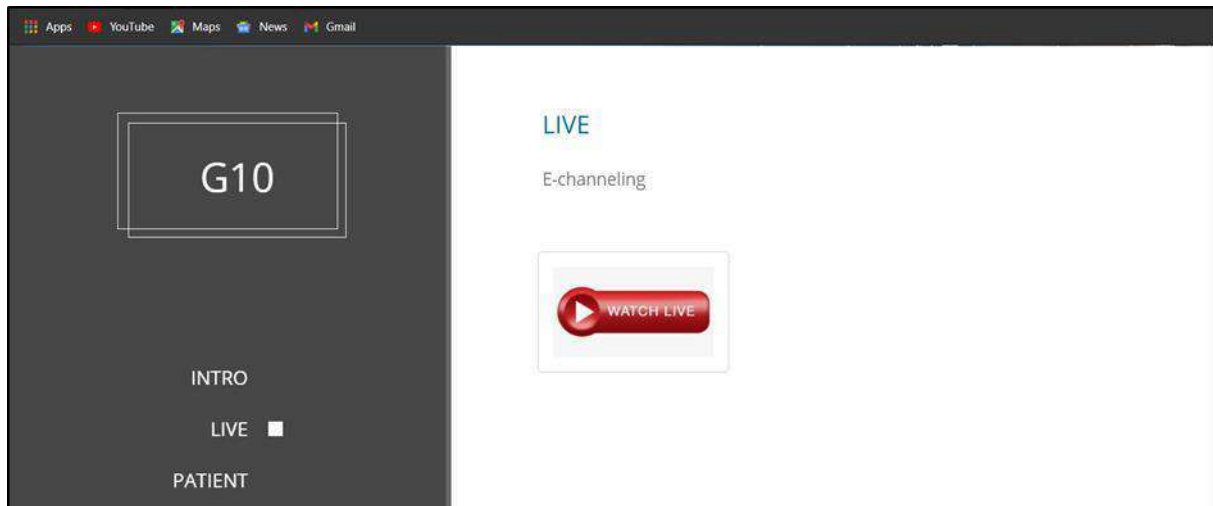 Apps YouTube Maps News Gmail
G10
INTRO
LIVE
PATIENT
LIVE
E-channeling
WATCH LIVE